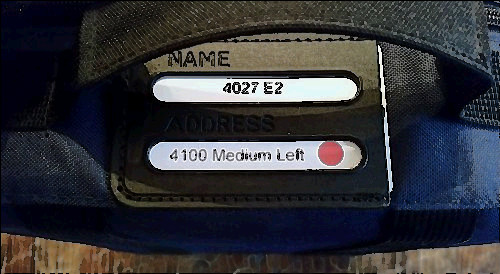 NAME
4027 E2
ADDRESS
4100 Medium Left